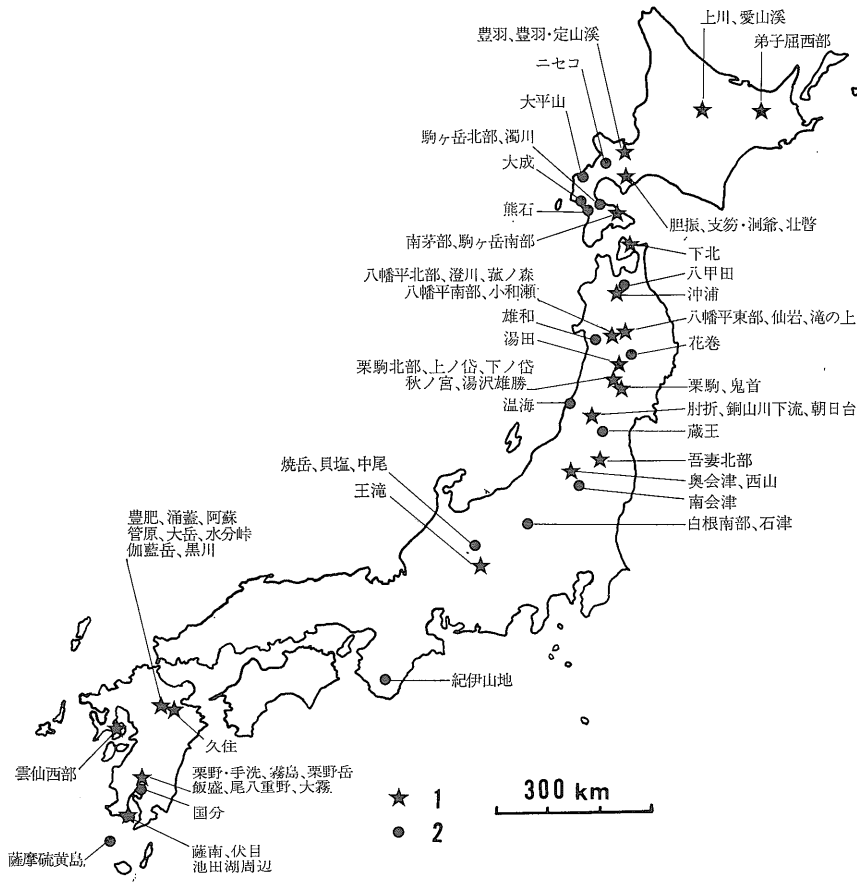 上川、愛山溪
弟子屈西部
豊羽、豊羽・定山溪
ニセコ
大平山
駒ヶ岳北部、濁川
大成
熊石
胆振、支笏・洞爺、壮瞥
南茅部、駒ヶ岳南部
下北
八甲田
沖浦
八幡平北部、澄川、菰ノ森
八幡平南部、小和瀬
雄和
八幡平東部、仙岩、滝の上
湯田
花巻
栗駒北部、上ノ岱、下ノ岱
秋ノ宮、湯沢雄勝
栗駒、鬼首
温海
肘折、銅山川下流、朝日台
蔵王
吾妻北部
奥会津、西山
南会津
焼岳、貝塩、中尾
王滝
白根南部、石津
豊肥、涌蓋、阿蘇
菅原、大岳、水分峠
伽藍岳、黒川
紀伊山地
久住
雲仙西部
栗野・手洗、霧島、栗野岳
飯盛、尾八重野、大霧
国分
薩摩硫黄島
薩南、伏目
池田湖周辺
1
2
300 km